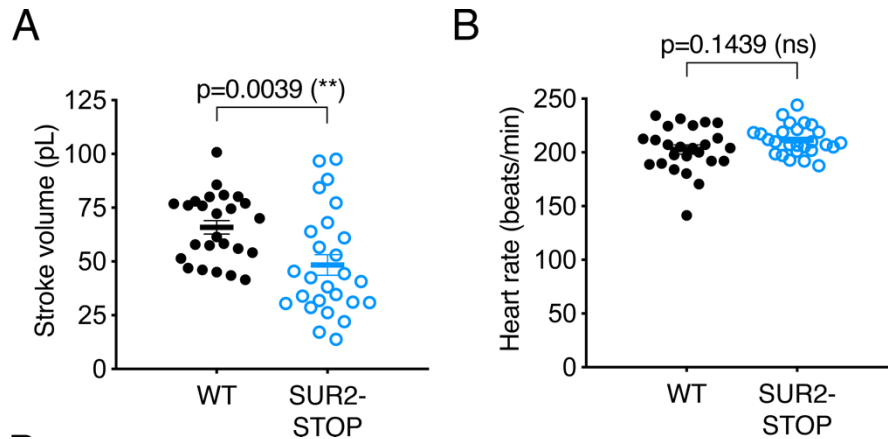 A
p=0.0039 (**)
Stroke volume (pL)
125
100
75
50
25
0
WT
SUR2-
STOP
B
p=0.1439 (ns)
Heart rate (beats/min)
250
200
150
100
50
0
WT
SUR2-
STOP